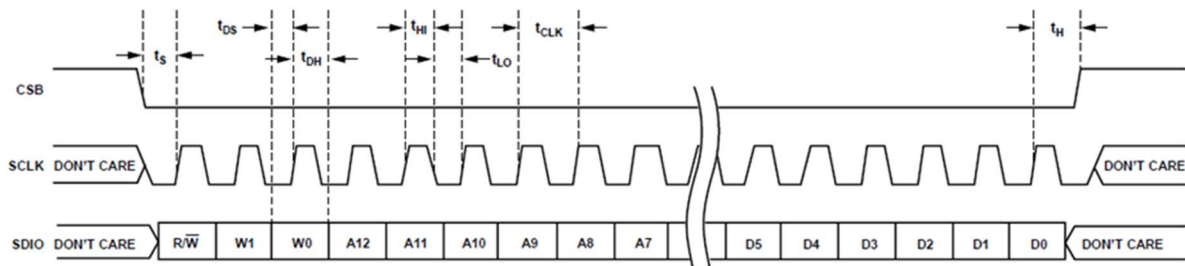 tDS tHI tCLK tH
tS tDH tLO
CSB
SCLK DON'T CARE DON'T CARE
SDIO DON'T CARE R/W̅ W1 W0 A12 A11 A10 A9 A8 A7 D5 D4 D3 D2 D1 D0 DON'T CARE